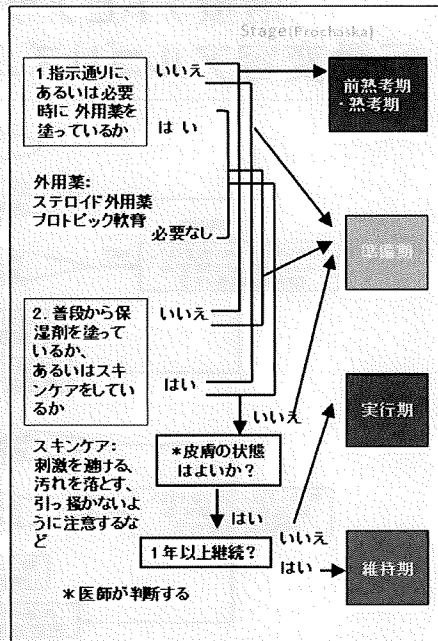 Stage(Prochaska)
1.指示通りに、
あるいは必要
時に 外用薬を
塗っているか
いいえ
はい
前熟考期
・熟考期
外用薬:
ステロイド外用薬
プロトピック軟膏
必要なし
準備期
2. 普段から保
湿剤を塗って
いるか、
あるいはスキ
ンケアをしてい
るか
いいえ
はい
いいえ
実行期
*皮膚の状態
はよいか?
スキンケア:
刺激を避ける、
汚れを落とす、
引っ掻かないよ
うに注意するな
ど
はい
1年以上継続?
いいえ
はい
維持期
*医師が判断する